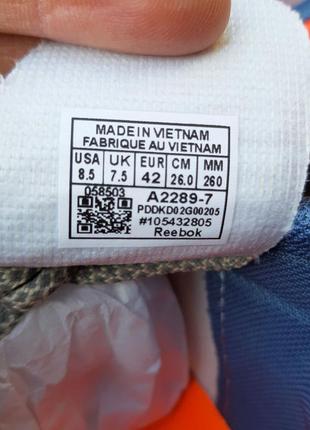 MADE IN VIETNAM
FABRIQUE AU VIETNAM
USA UK EUR CM MM
8.5 7.5 42 26.0 260
058503 A2289-7
PDDKD02G00205
#105432805
Reebok